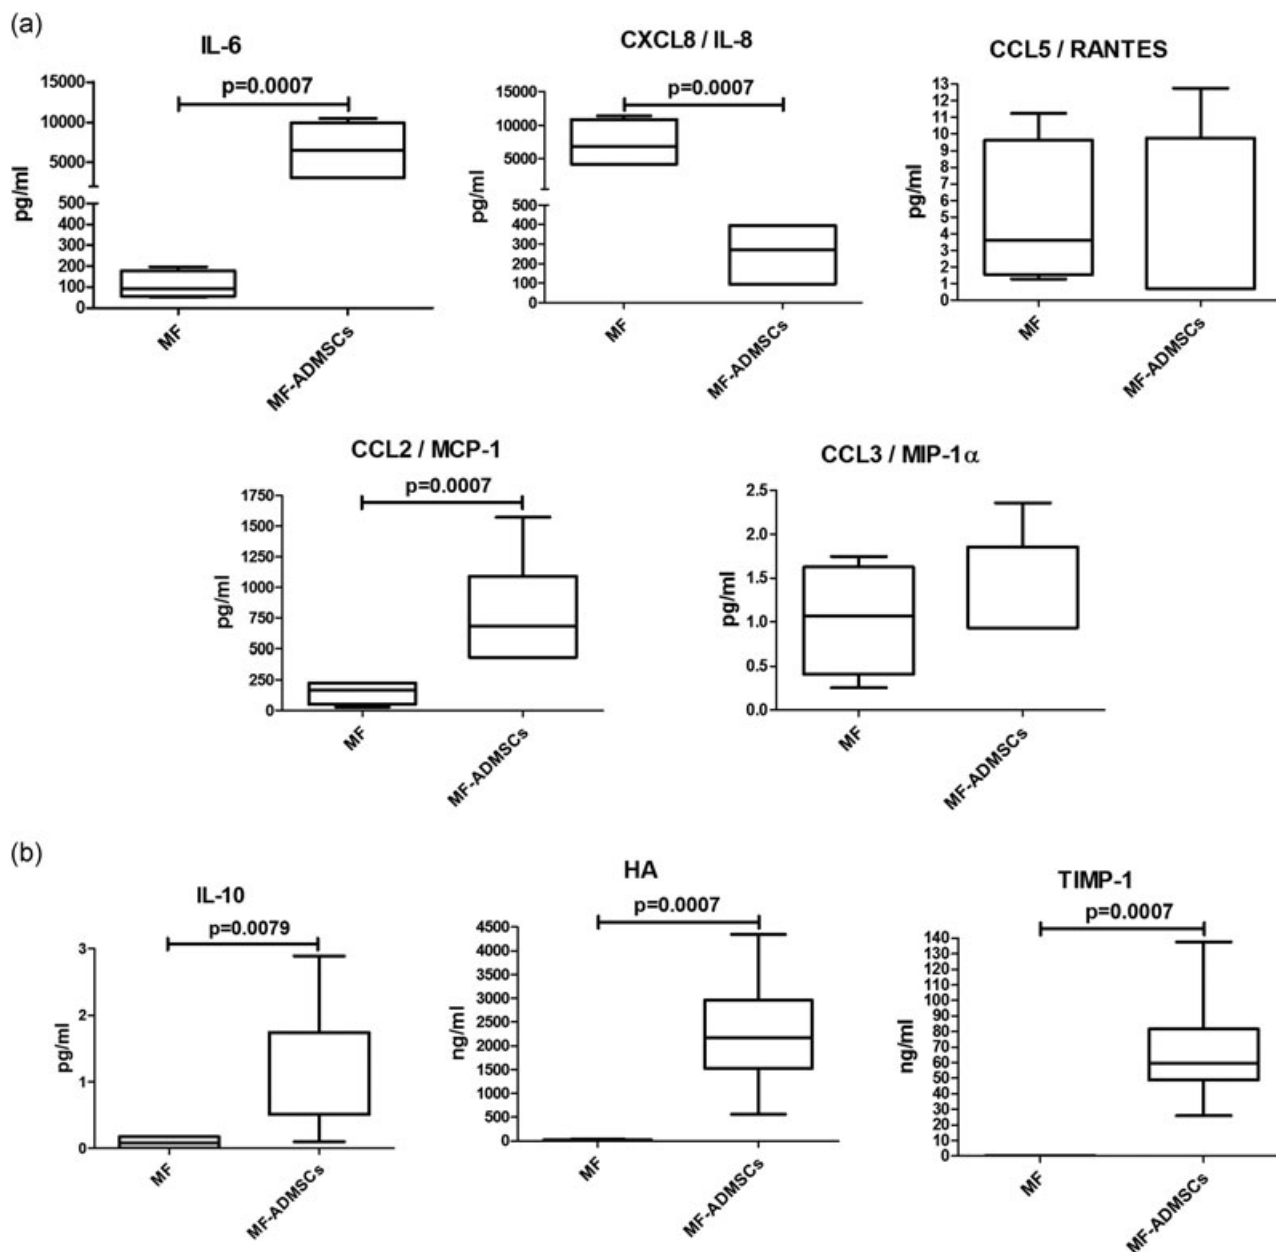 (a)
IL-6
p=0.0007
pg/ml
15000
10000
5000
500
400
300
200
100
0
MF
MF-ADMSCs
CXCL8 / IL-8
p=0.0007
pg/ml
15000
10000
5000
500
400
300
200
100
0
MF
MF-ADMSCs
CCL5 / RANTES
pg/ml
13
12
11
10
9
8
7
6
5
4
3
2
1
0
MF
MF-ADMSCs
CCL2 / MCP-1
p=0.0007
pg/ml
1750
1500
1250
1000
750
500
250
0
MF
MF-ADMSCs
CCL3 / MIP-1α
pg/ml
2.5
2.0
1.5
1.0
0.5
0.0
MF
MF-ADMSCs
(b)
IL-10
p=0.0079
pg/ml
3
2
1
0
MF
MF-ADMSCs
HA
p=0.0007
ng/ml
4500
4000
3500
3000
2500
2000
1500
1000
500
0
MF
MF-ADMSCs
TIMP-1
p=0.0007
ng/ml
140
130
120
110
100
90
80
70
60
50
40
30
20
10
0
MF
MF-ADMSCs